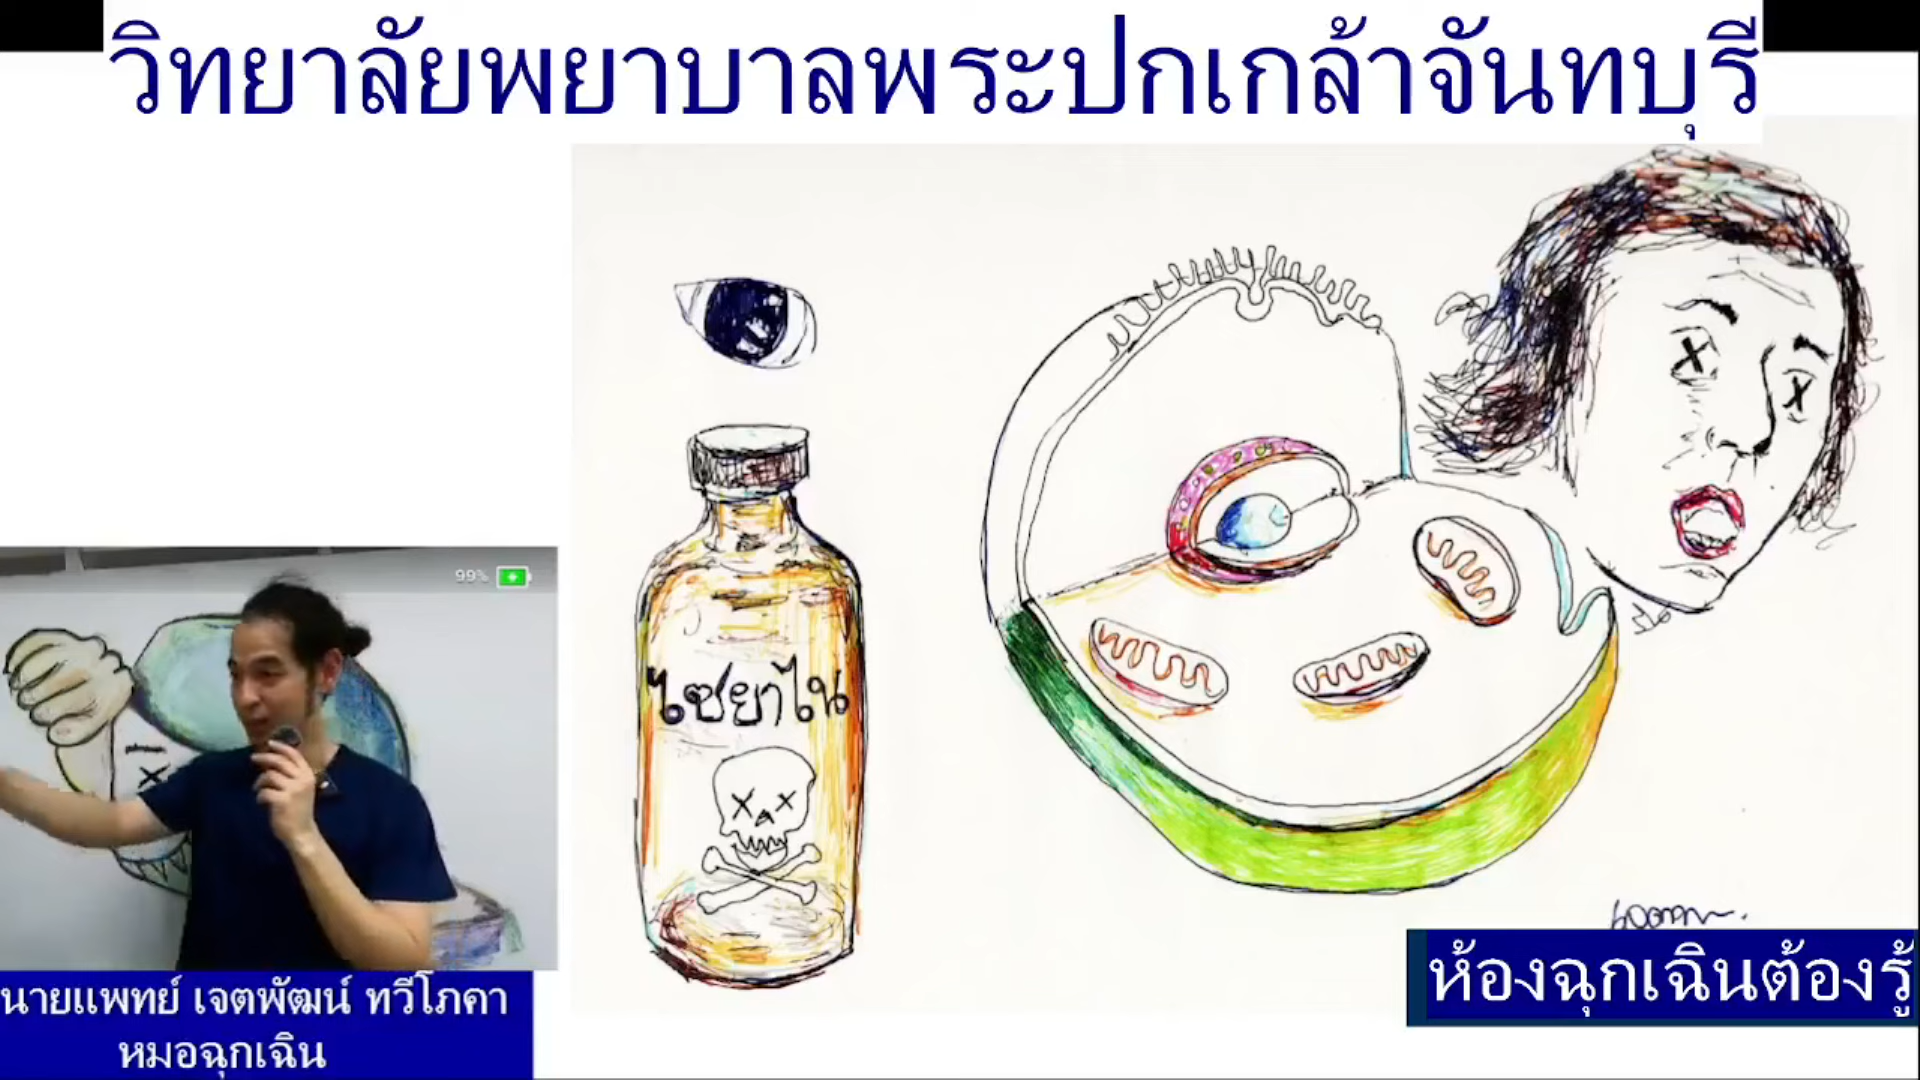 วิทยาลัยพยาบาลพระปกเกล้าจันทบุรี
99%
ไซยาไน
นายแพทย์ เจตพัฒน์ ทวีโภคา
หมอฉุกเฉิน
ห้องฉุกเฉินต้องรู้